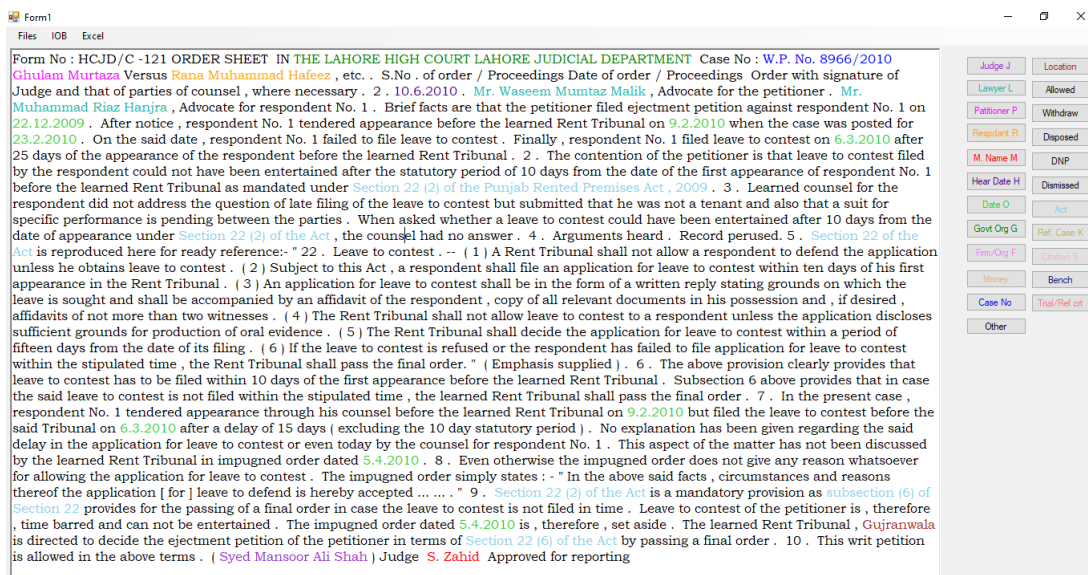 Form1
Files IOB Excel
Form No : HCJD/C -121 ORDER SHEET IN THE LAHORE HIGH COURT LAHORE JUDICIAL DEPARTMENT Case No : W.P. No. 8966/2010
Ghulam Murtaza Versus Rana Muhammad Hafeez , etc. . S.No . of order / Proceedings Date of order / Proceedings Order with signature of
Judge and that of parties of counsel , where necessary . 2 . 10.6.2010 . Mr. Waseem Mumtaz Malik , Advocate for the petitioner . Mr.
Muhammad Riaz Hanjra , Advocate for respondent No. 1 . Brief facts are that the petitioner filed ejectment petition against respondent No. 1 on
22.12.2009 . After notice , respondent No. 1 tendered appearance before the learned Rent Tribunal on 9.2.2010 when the case was posted for
23.2.2010 . On the said date , respondent No. 1 failed to file leave to contest . Finally , respondent No. 1 filed leave to contest on 6.3.2010 after
25 days of the appearance of the respondent before the learned Rent Tribunal . 2 . The contention of the petitioner is that leave to contest filed
by the respondent could not have been entertained after the statutory period of 10 days from the date of the first appearance of respondent No. 1
before the learned Rent Tribunal as mandated under Section 22 (2) of the Punjab Rented Premises Act , 2009 . 3 . Learned counsel for the
respondent did not address the question of late filing of the leave to contest but submitted that he was not a tenant and also that a suit for
specific performance is pending between the parties . When asked whether a leave to contest could have been entertained after 10 days from the
date of appearance under Section 22 (2) of the Act , the counsel had no answer . 4 . Arguments heard . Record perused. 5 . Section 22 of the
Act is reproduced here for ready reference:- " 22 . Leave to contest . -- ( 1 ) A Rent Tribunal shall not allow a respondent to defend the application
unless he obtains leave to contest . ( 2 ) Subject to this Act , a respondent shall file an application for leave to contest within ten days of his first
appearance in the Rent Tribunal . ( 3 ) An application for leave to contest shall be in the form of a written reply stating grounds on which the
leave is sought and shall be accompanied by an affidavit of the respondent , copy of all relevant documents in his possession and , if desired ,
affidavits of not more than two witnesses . ( 4 ) The Rent Tribunal shall not allow leave to contest to a respondent unless the application discloses
sufficient grounds for production of oral evidence . ( 5 ) The Rent Tribunal shall decide the application for leave to contest within a period of
fifteen days from the date of its filing . ( 6 ) If the leave to contest is refused or the respondent has failed to file application for leave to contest
within the stipulated time , the Rent Tribunal shall pass the final order. " ( Emphasis supplied ) . 6 . The above provision clearly provides that
leave to contest has to be filed within 10 days of the first appearance before the learned Rent Tribunal . Subsection 6 above provides that in case
the said leave to contest is not filed within the stipulated time , the learned Rent Tribunal shall pass the final order . 7 . In the present case ,
respondent No. 1 tendered appearance through his counsel before the learned Rent Tribunal on 9.2.2010 but filed the leave to contest before the
said Tribunal on 6.3.2010 after a delay of 15 days ( excluding the 10 day statutory period ) . No explanation has been given regarding the said
delay in the application for leave to contest or even today by the counsel for respondent No. 1 . This aspect of the matter has not been discussed
by the learned Rent Tribunal in impugned order dated 5.4.2010 . 8 . Even otherwise the impugned order does not give any reason whatsoever
for allowing the application for leave to contest . The impugned order simply states : - " In the above said facts , circumstances and reasons
thereof the application [ for ] leave to defend is hereby accepted ... ... . " 9 . Section 22 (2) of the Act is a mandatory provision as subsection (6) of
Section 22 provides for the passing of a final order in case the leave to contest is not filed in time . Leave to contest of the petitioner is , therefore
, time barred and can not be entertained . The impugned order dated 5.4.2010 is , therefore , set aside . The learned Rent Tribunal , Gujranwala
is directed to decide the ejectment petition of the petitioner in terms of Section 22 (6) of the Act by passing a final order . 10 . This writ petition
is allowed in the above terms . ( Syed Mansoor Ali Shah ) Judge S. Zahid Approved for reporting
Judge J Location
Lawyer L Allowed
Patitioner P Withdraw
Respdant R Disposed
M. Name M DNP
Hear Date H Dismissed
Date O Act
Govt Org G Ref. Case K
Firm/Org F Citation S
Money Bench
Case No Trial/Ref crt
Other